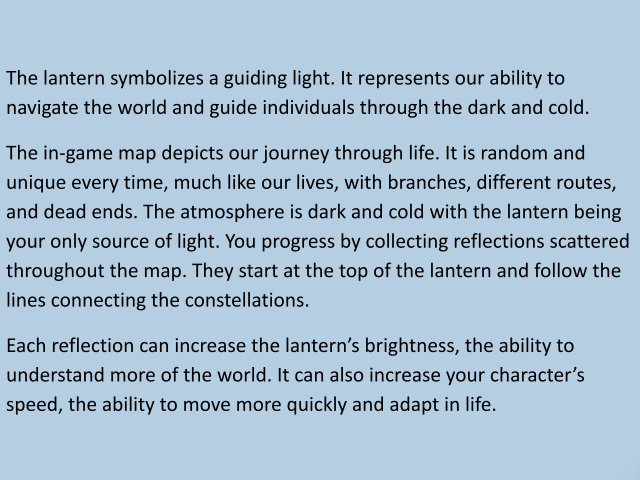 The lantern symbolizes a guiding light. It represents our ability to
navigate the world and guide individuals through the dark and cold.
The in-game map depicts our journey through life. It is random and
unique every time, much like our lives, with branches, different routes,
and dead ends. The atmosphere is dark and cold with the lantern being
your only source of light. You progress by collecting reflections scattered
throughout the map. They start at the top of the lantern and follow the
lines connecting the constellations.
Each reflection can increase the lantern’s brightness, the ability to
understand more of the world. It can also increase your character’s
speed, the ability to move more quickly and adapt in life.